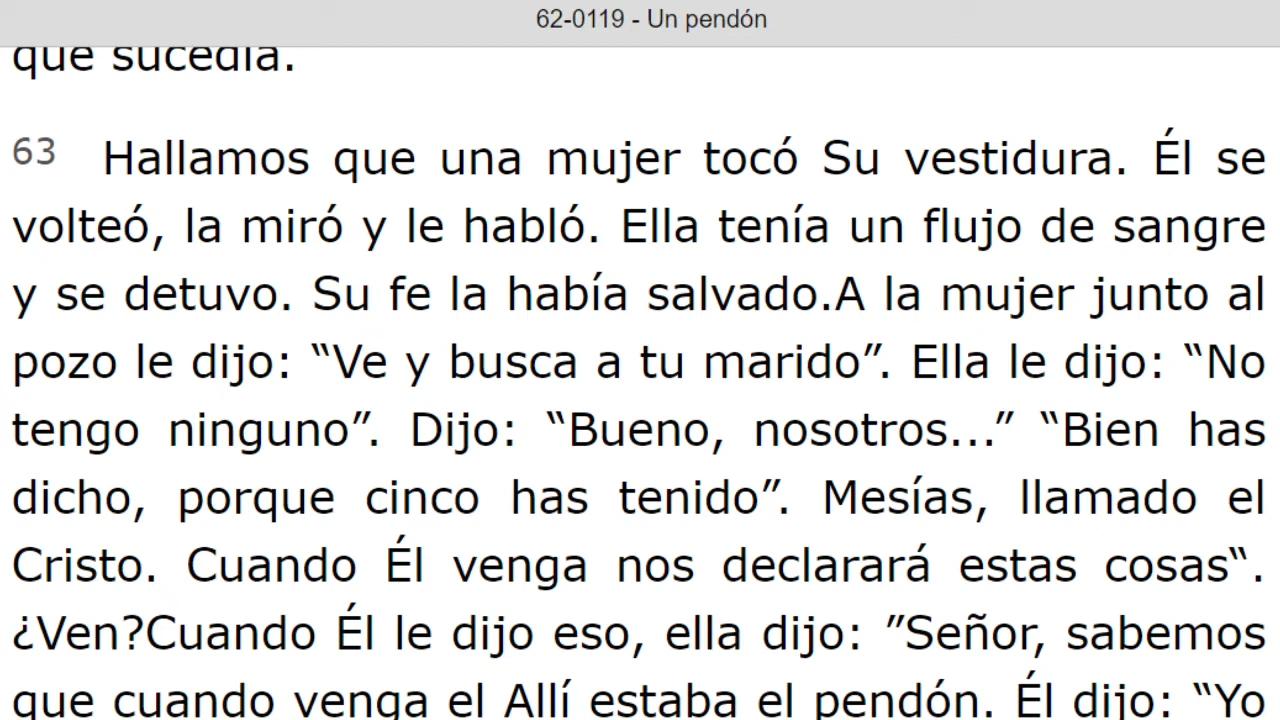 62-0119 - Un pendón
que sucedía.
63 Hallamos que una mujer tocó Su vestidura. Él se
volteó, la miró y le habló. Ella tenía un flujo de sangre
y se detuvo. Su fe la había salvado.A la mujer junto al
pozo le dijo: “Ve y busca a tu marido”. Ella le dijo: “No
tengo ninguno”. Dijo: “Bueno, nosotros...” “Bien has
dicho, porque cinco has tenido”. Mesías, llamado el
Cristo. Cuando Él venga nos declarará estas cosas“.
¿Ven?Cuando Él le dijo eso, ella dijo: ”Señor, sabemos
que cuando venga el Allí estaba el pendón. Él dijo: “Yo